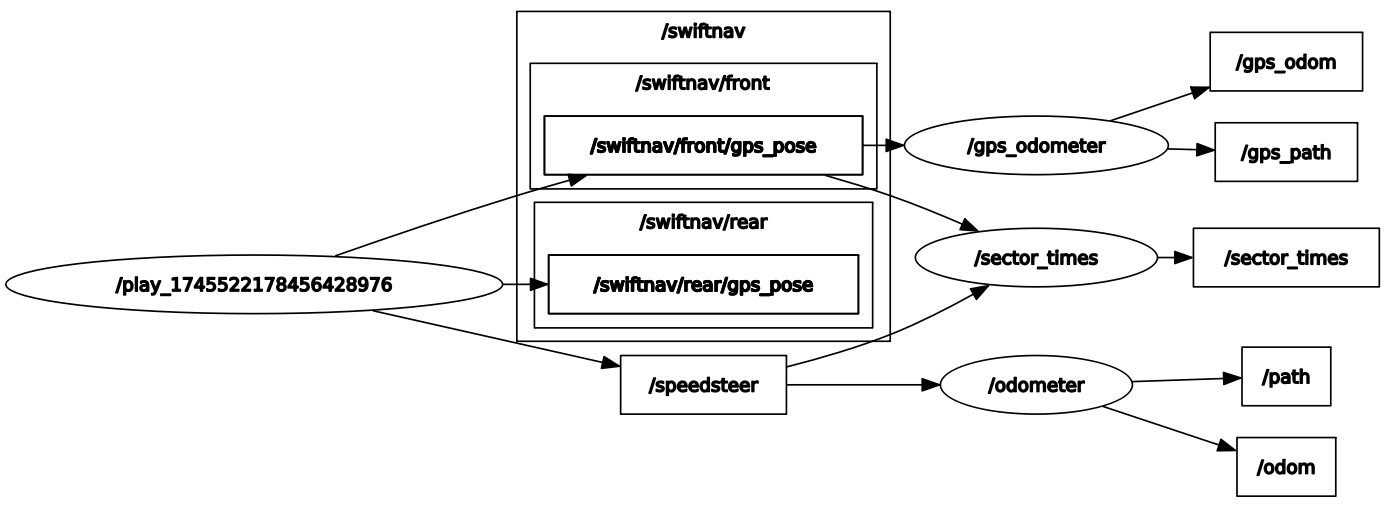 /swiftnav
/swiftnav/front
/swiftnav/front/gps_pose
/swiftnav/rear
/swiftnav/rear/gps_pose
/play_1745522178456428976
/speedsteer
/gps_odometer
/sector_times
/odometer
/gps_odom
/gps_path
/sector_times
/path
/odom